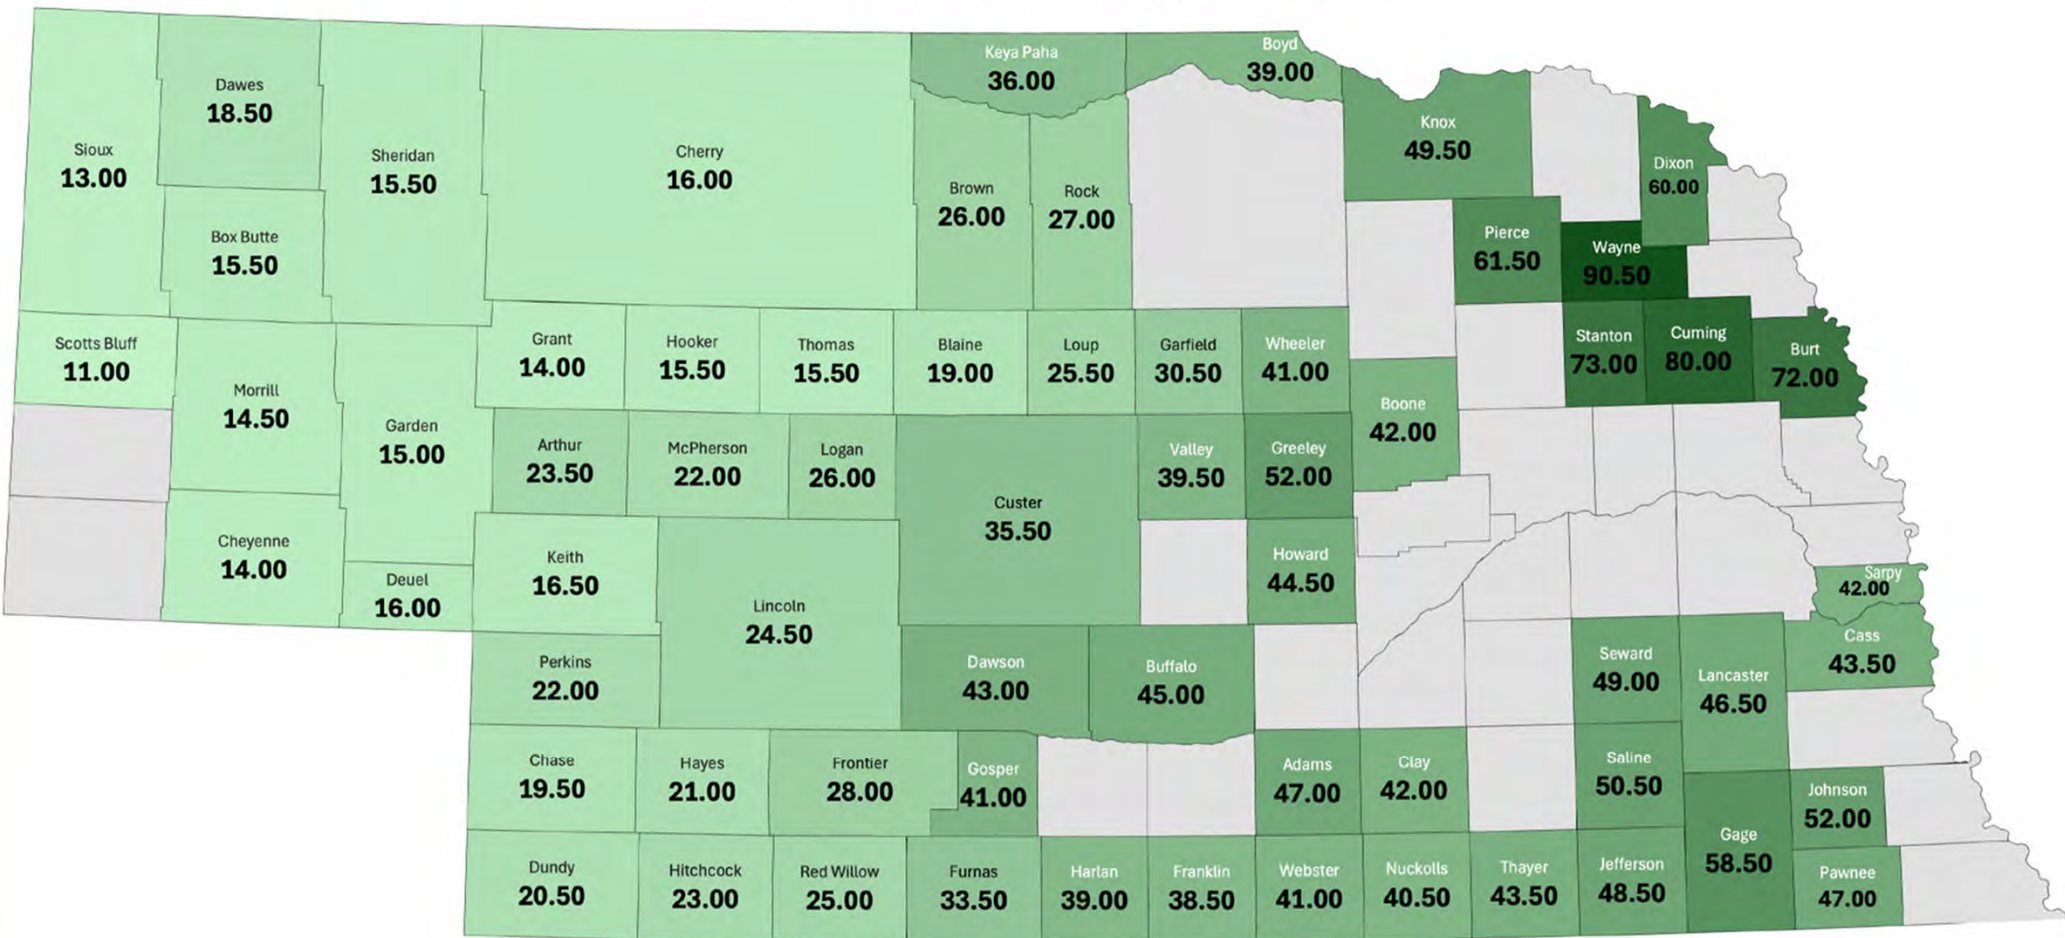 Keya Paha
36.00
Boyd
39.00
Dawes
18.50
Knox
49.50
Sioux
13.00
Sheridan
15.50
Cherry
16.00
Dixon
60.00
Brown
26.00
Rock
27.00
Box Butte
15.50
Pierce
61.50
Wayne
90.50
Scotts Bluff
11.00
Grant
14.00
Hooker
15.50
Thomas
15.50
Blaine
19.00
Loup
25.50
Garfield
30.50
Wheeler
41.00
Stanton
73.00
Cuming
80.00
Burt
72.00
Morrill
14.50
Garden
15.00
Boone
42.00
Arthur
23.50
McPherson
22.00
Logan
26.00
Custer
35.50
Valley
39.50
Greeley
52.00
Cheyenne
14.00
Deuel
16.00
Keith
16.50
Lincoln
24.50
Howard
44.50
Sarpy
42.00
Perkins
22.00
Dawson
43.00
Buffalo
45.00
Seward
49.00
Lancaster
46.50
Cass
43.50
Chase
19.50
Hayes
21.00
Frontier
28.00
Gosper
41.00
Adams
47.00
Clay
42.00
Saline
50.50
Johnson
52.00
Gage
58.50
Dundy
20.50
Hitchcock
23.00
Red Willow
25.00
Furnas
33.50
Harlan
39.00
Franklin
38.50
Webster
41.00
Nuckolls
40.50
Thayer
43.50
Jefferson
48.50
Pawnee
47.00